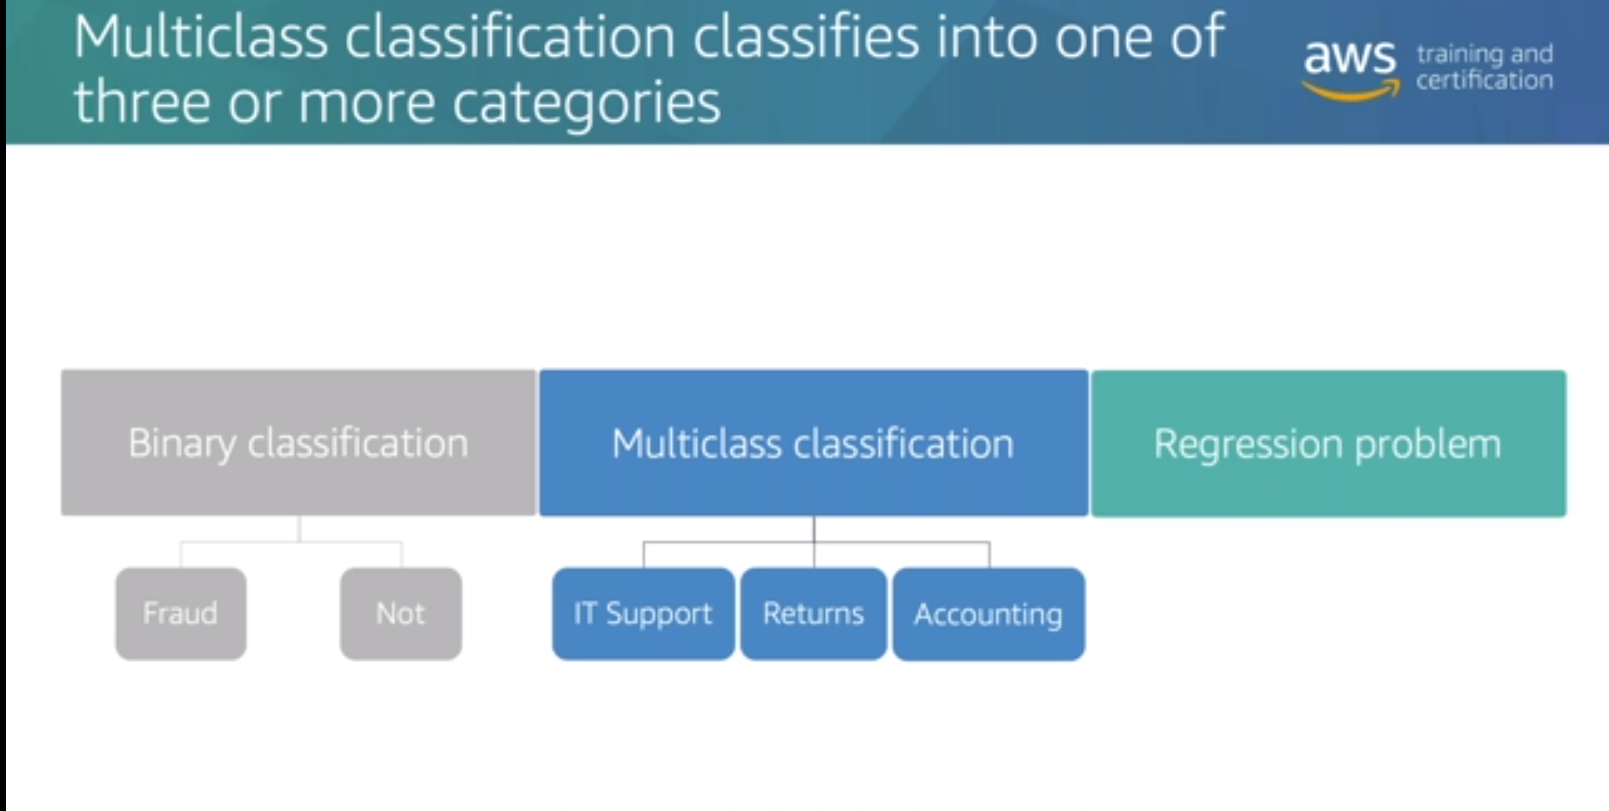 Multiclass classification classifies into one of
three or more categories
aws
training and
certification
Binary classification
Multiclass classification
Regression problem
Fraud
Not
IT Support
Returns
Accounting